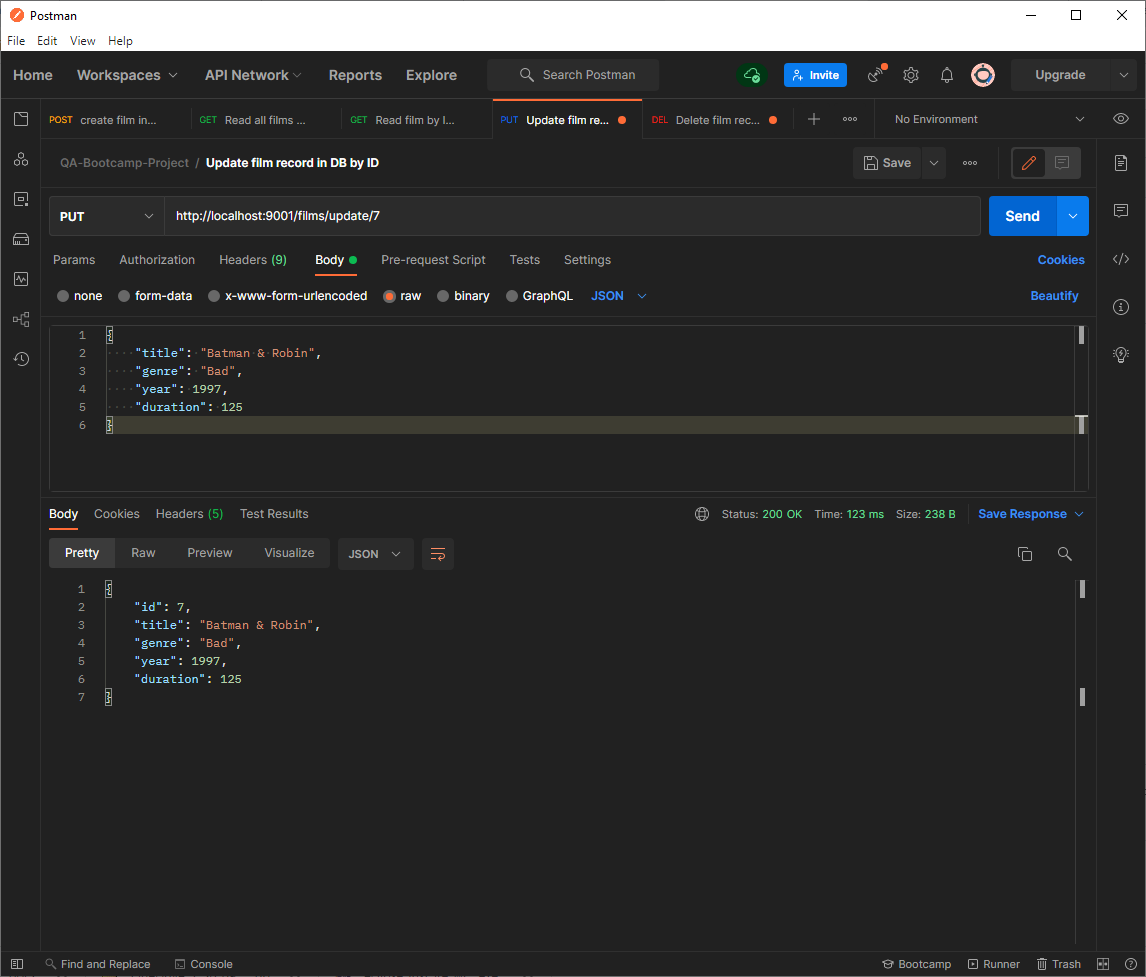 Postman
File Edit View Help
Home Workspaces API Network Reports Explore Search Postman Invite Upgrade
POST create film in... GET Read all films ... GET Read film by I... PUT Update film re... DEL Delete film rec... No Environment
QA-Bootcamp-Project / Update film record in DB by ID Save
PUT http://localhost:9001/films/update/7 Send
Params Authorization Headers (9) Body Pre-request Script Tests Settings Cookies
none form-data x-www-form-urlencoded raw binary GraphQL JSON Beautify
1 {
2 "title": "Batman & Robin",
3 "genre": "Bad",
4 "year": 1997,
5 "duration": 125
6 }
Body Cookies Headers (5) Test Results Status: 200 OK Time: 123 ms Size: 238 B Save Response
Pretty Raw Preview Visualize JSON
1 {
2 "id": 7,
3 "title": "Batman & Robin",
4 "genre": "Bad",
5 "year": 1997,
6 "duration": 125
7 }
Find and Replace Console Bootcamp Runner Trash